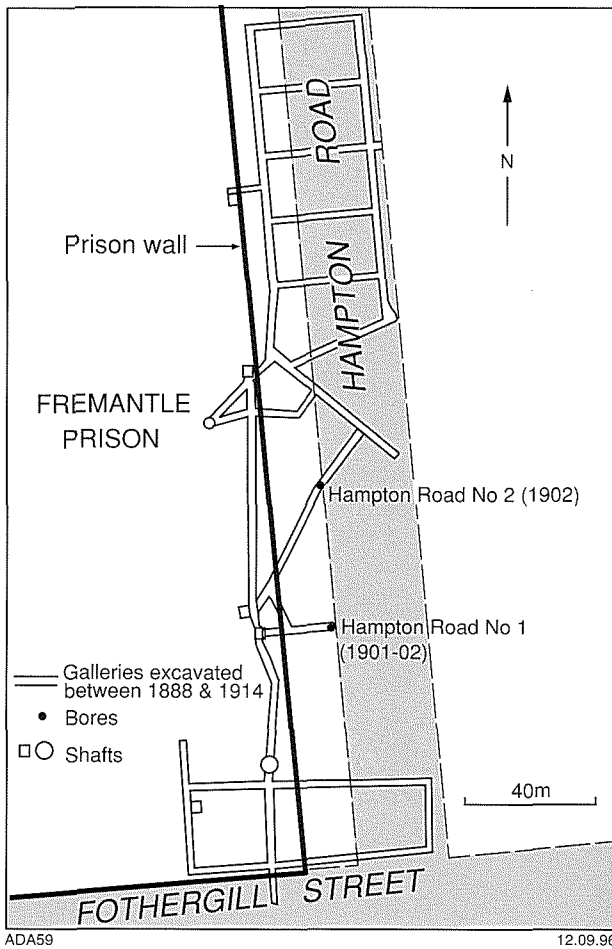 ROAD
HAMPTON
N
Prison wall
FREMANTLE
PRISON
Hampton Road No 2 (1902)
Hampton Road No 1
(1901-02)
Galleries excavated
between 1888 & 1914
Bores
Shafts
40m
FOTHERGILL STREET
ADA59
12.09.96